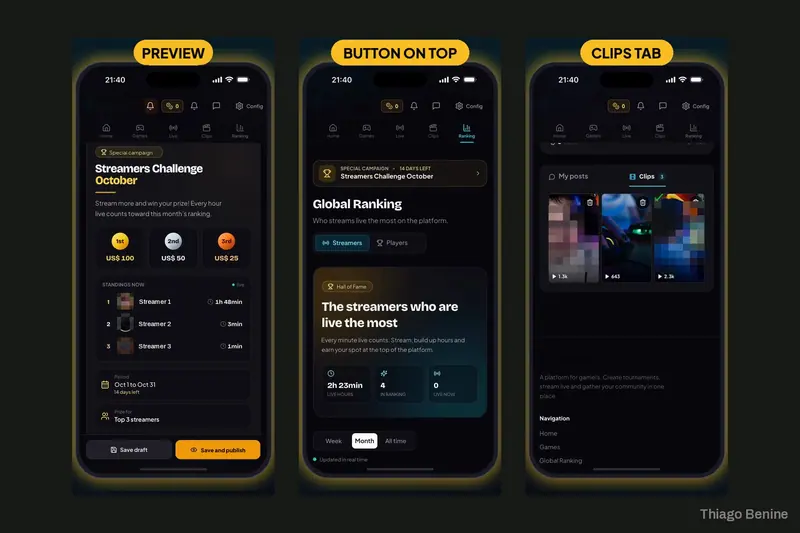 PREVIEW
21:40
0
Config
Home
Games
Live
Clips
Ranking
Special campaign
Streamers Challenge
October
Stream more and win your prize! Every hour
live counts toward this month's ranking.
1st
US$ 100
2nd
US$ 50
3rd
US$ 25
STANDINGS NOW
live
1
Streamer 1
1h 48min
2
Streamer 2
3min
3
Streamer 3
1min
Period
Oct 1 to Oct 31
14 days left
Prize for
Top 3 streamers
Save draft
Save and publish
BUTTON ON TOP
21:40
0
Config
Home
Games
Live
Clips
Ranking
SPECIAL CAMPAIGN • 14 DAYS LEFT
Streamers Challenge October
Global Ranking
Who streams live the most on the platform.
Streamers
Players
Hall of Fame
The streamers who are
live the most
Every minute live counts. Stream, build up hours and
earn your spot at the top of the platform.
2h 23min
LIVE HOURS
4
IN RANKING
0
LIVE NOW
Week
Month
All time
Updated in real time
CLIPS TAB
21:40
0
Config
Home
Games
Live
Clips
Ranking
My posts
Clips
3
1.3k
643
2.3k
A platform for gamers. Create tournaments,
stream live and gather your community in one
place.
Navigation
Home
Games
Global Ranking
Thiago Benine